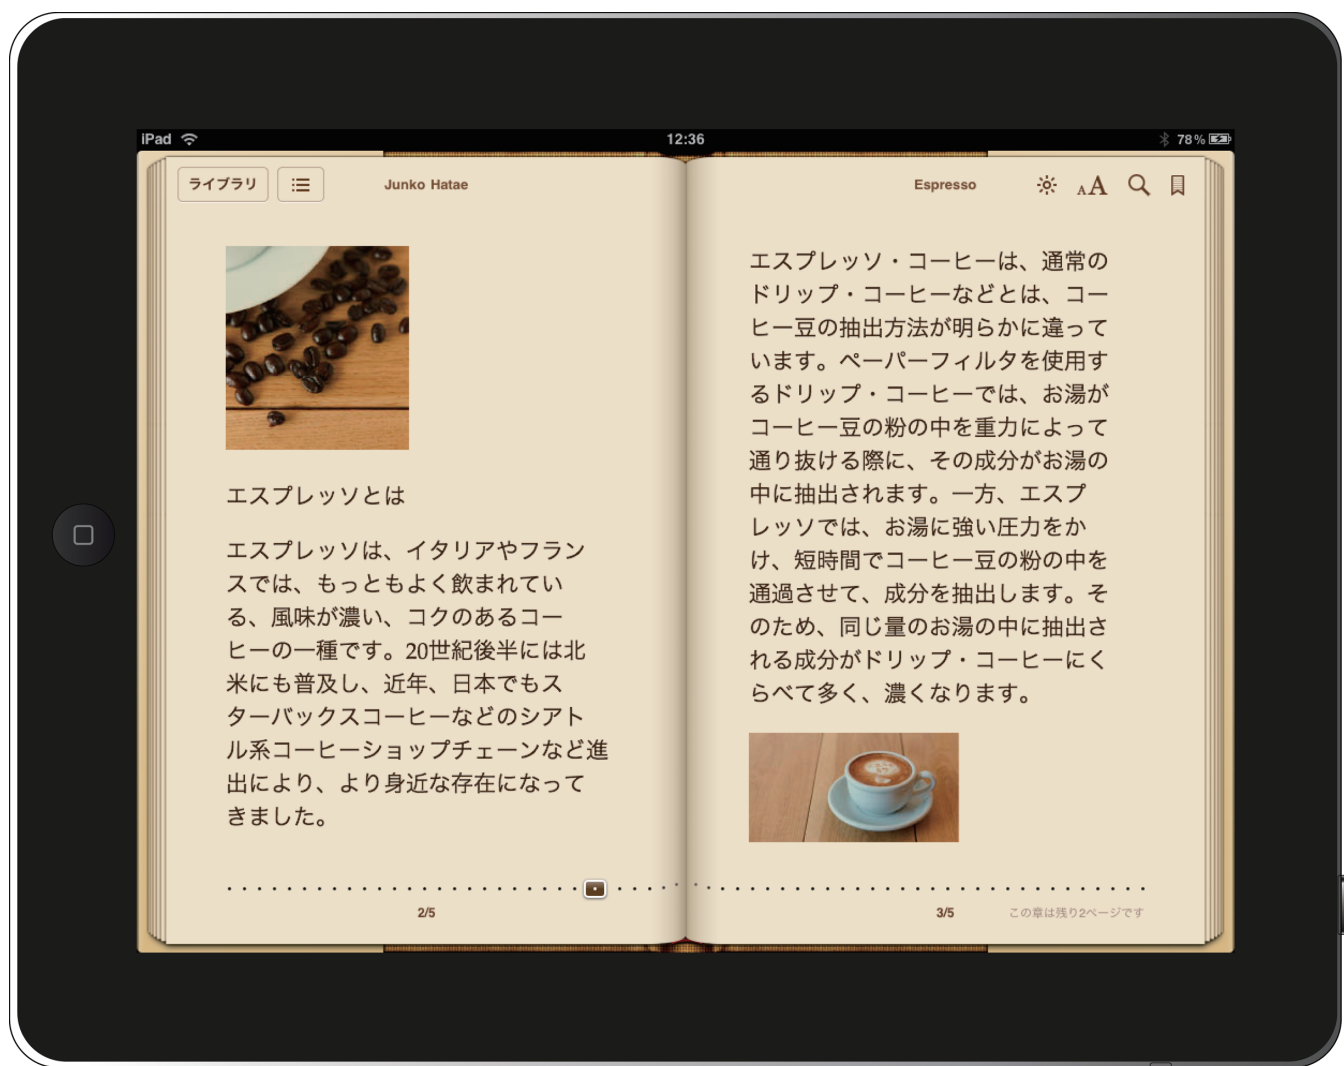 iPad
12:36
78%
ライブラリ
Junko Hatae
Espresso
AA
エスプレッソとは
エスプレッソは、イタリアやフラン
スでは、もっともよく飲まれてい
る、風味が濃い、コクのあるコー
ヒーの一種です。20世紀後半には北
米にも普及し、近年、日本でもス
ターバックスコーヒーなどのシアト
ル系コーヒーショップチェーンなど進
出により、より身近な存在になって
きました。
2/5
エスプレッソ・コーヒーは、通常の
ドリップ・コーヒーなどとは、コー
ヒー豆の抽出方法が明らかに違って
います。ペーパーフィルタを使用す
るドリップ・コーヒーでは、お湯が
コーヒー豆の粉の中を重力によって
通り抜ける際に、その成分がお湯の
中に抽出されます。一方、エスプ
レッソでは、お湯に強い圧力をか
け、短時間でコーヒー豆の粉の中を
通過させて、成分を抽出します。そ
のため、同じ量のお湯の中に抽出さ
れる成分がドリップ・コーヒーにく
らべて多く、濃くなります。
3/5
この章は残り2ページです